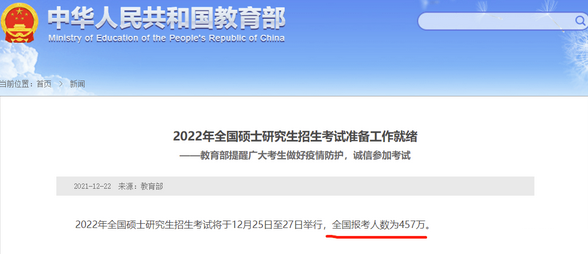 中华人民共和国教育部
Ministry of Education of the People's Republic of China
当前位置：首页 > 新闻
2022年全国硕士研究生招生考试准备工作就绪
——教育部提醒广大考生做好疫情防护，诚信参加考试
2021-12-22 来源：教育部
2022年全国硕士研究生招生考试将于12月25日至27日举行，全国报考人数为457万。